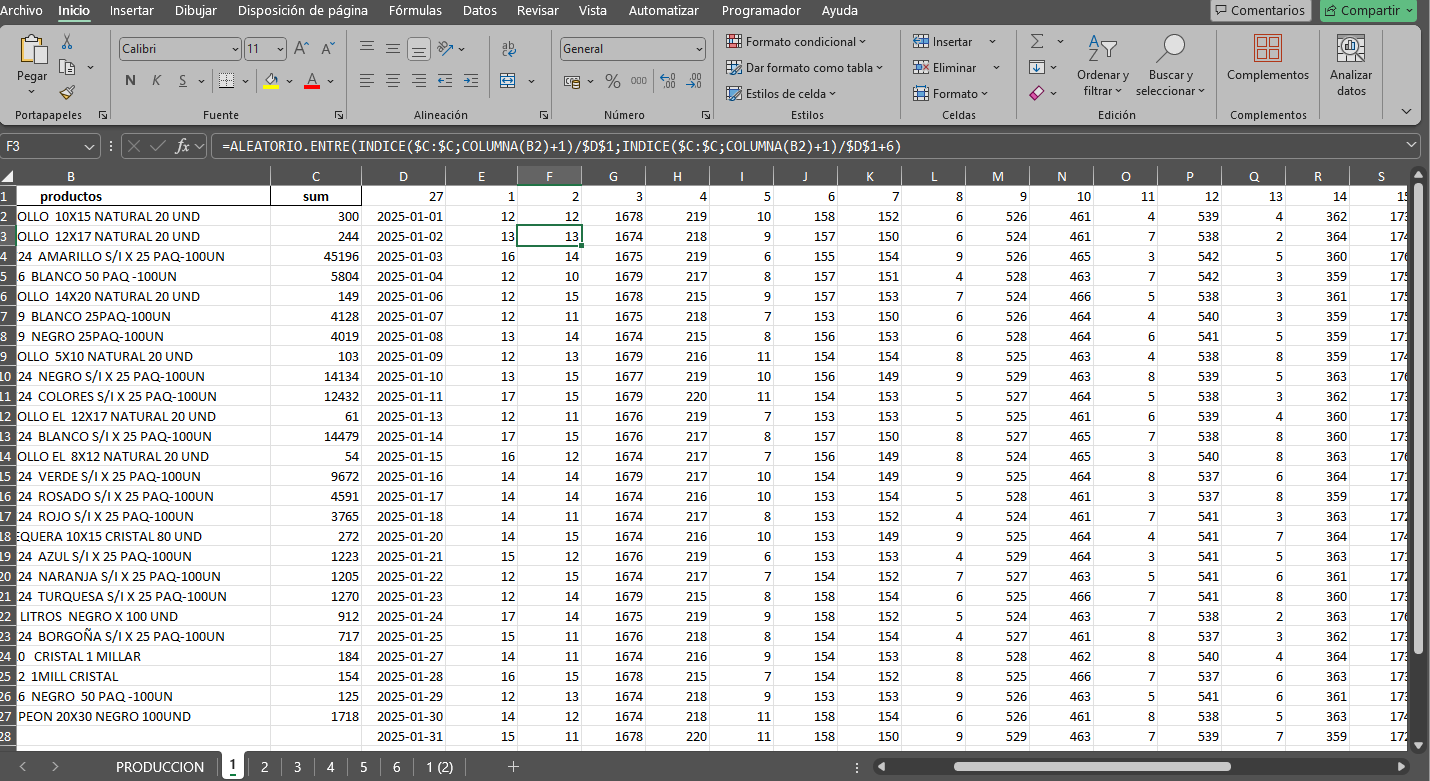 Archivo Inicio Insertar Dibujar Disposición de página Fórmulas Datos Revisar Vista Automatizar Programador Ayuda Comentarios Compartir
Pegar Calibri 11 General Formato condicional Insertar Ordenar y filtrar Buscar y seleccionar Complementos Analizar datos
N K S Dar formato como tabla Eliminar
% 000 Estilos de celda Formato
Portapapeles Fuente Alineación Número Estilos Celdas Edición Complementos
F3 fx =ALEATORIO.ENTRE(INDICE($C:$C;COLUMNA(B2)+1)/$D$1;INDICE($C:$C;COLUMNA(B2)+1)/$D$1+6)
B C D E F G H I J K L M N O P Q R S
1 productos sum 27 1 2 3 4 5 6 7 8 9 10 11 12 13 14 15
2 OLLO 10X15 NATURAL 20 UND 300 2025-01-01 12 12 1678 219 10 158 152 6 526 461 4 539 4 362 173
3 OLLO 12X17 NATURAL 20 UND 244 2025-01-02 13 13 1674 218 9 157 150 6 524 461 7 538 2 364 174
4 24 AMARILLO S/I X 25 PAQ-100UN 45196 2025-01-03 16 14 1675 219 6 155 154 9 526 465 3 542 5 360 176
5 6 BLANCO 50 PAQ -100UN 5804 2025-01-04 12 10 1679 217 8 157 151 4 528 463 7 542 3 359 175
6 OLLO 14X20 NATURAL 20 UND 149 2025-01-06 12 15 1678 215 9 157 153 7 524 466 5 538 3 361 175
7 9 BLANCO 25PAQ-100UN 4128 2025-01-07 12 11 1675 218 7 153 150 6 526 464 4 540 3 359 175
8 9 NEGRO 25PAQ-100UN 4019 2025-01-08 13 14 1674 215 8 156 153 6 528 464 6 541 5 359 171
9 OLLO 5X10 NATURAL 20 UND 103 2025-01-09 12 13 1679 216 11 154 154 8 525 463 4 538 8 359 174
10 24 NEGRO S/I X 25 PAQ-100UN 14134 2025-01-10 13 15 1677 219 10 156 149 9 529 463 8 539 5 363 176
11 24 COLORES S/I X 25 PAQ-100UN 12432 2025-01-11 17 15 1679 220 11 154 153 5 527 464 5 538 3 362 173
12 OLLO EL 12X17 NATURAL 20 UND 61 2025-01-13 12 11 1676 219 7 153 153 5 525 461 6 539 4 360 173
13 24 BLANCO S/I X 25 PAQ-100UN 14479 2025-01-14 17 15 1676 217 8 157 150 8 527 465 7 538 8 360 173
14 OLLO EL 8X12 NATURAL 20 UND 54 2025-01-15 16 12 1674 217 7 156 149 8 524 465 3 540 8 363 176
15 24 VERDE S/I X 25 PAQ-100UN 9672 2025-01-16 14 14 1679 217 10 154 149 9 525 464 8 537 6 364 171
16 24 ROSADO S/I X 25 PAQ-100UN 4591 2025-01-17 14 14 1674 216 10 153 154 5 528 461 3 537 8 359 172
17 24 ROJO S/I X 25 PAQ-100UN 3765 2025-01-18 14 11 1674 217 8 153 152 4 524 461 7 541 3 363 172
18 EQUERA 10X15 CRISTAL 80 UND 272 2025-01-20 14 15 1674 216 10 153 149 9 525 464 4 541 7 364 174
19 24 AZUL S/I X 25 PAQ-100UN 1223 2025-01-21 15 12 1676 219 6 153 153 4 529 464 3 541 5 363 171
20 24 NARANJA S/I X 25 PAQ-100UN 1205 2025-01-22 12 15 1674 217 7 154 152 7 527 463 5 541 6 361 172
21 24 TURQUESA S/I X 25 PAQ-100UN 1270 2025-01-23 12 14 1679 215 8 158 154 6 525 466 7 541 8 360 173
22 LITROS NEGRO X 100 UND 912 2025-01-24 17 14 1675 219 9 158 152 5 524 463 7 538 2 363 176
23 24 BORGOÑA S/I X 25 PAQ-100UN 717 2025-01-25 15 11 1676 218 8 154 154 4 527 461 8 537 3 362 173
24 0 CRISTAL 1 MILLAR 184 2025-01-27 14 11 1674 216 9 154 153 8 528 462 8 540 4 364 173
25 2 1MILL CRISTAL 154 2025-01-28 16 15 1678 215 7 154 152 8 525 466 7 537 6 363 173
26 6 NEGRO 50 PAQ -100UN 125 2025-01-29 12 13 1674 218 9 153 153 9 526 463 5 541 6 361 173
27 PEON 20X30 NEGRO 100UND 1718 2025-01-30 14 12 1674 218 11 158 154 6 526 461 8 538 5 363 174
28 2025-01-31 15 11 1678 220 11 158 150 9 529 463 7 539 7 359 172
PRODUCCION 1 2 3 4 5 6 1 (2)